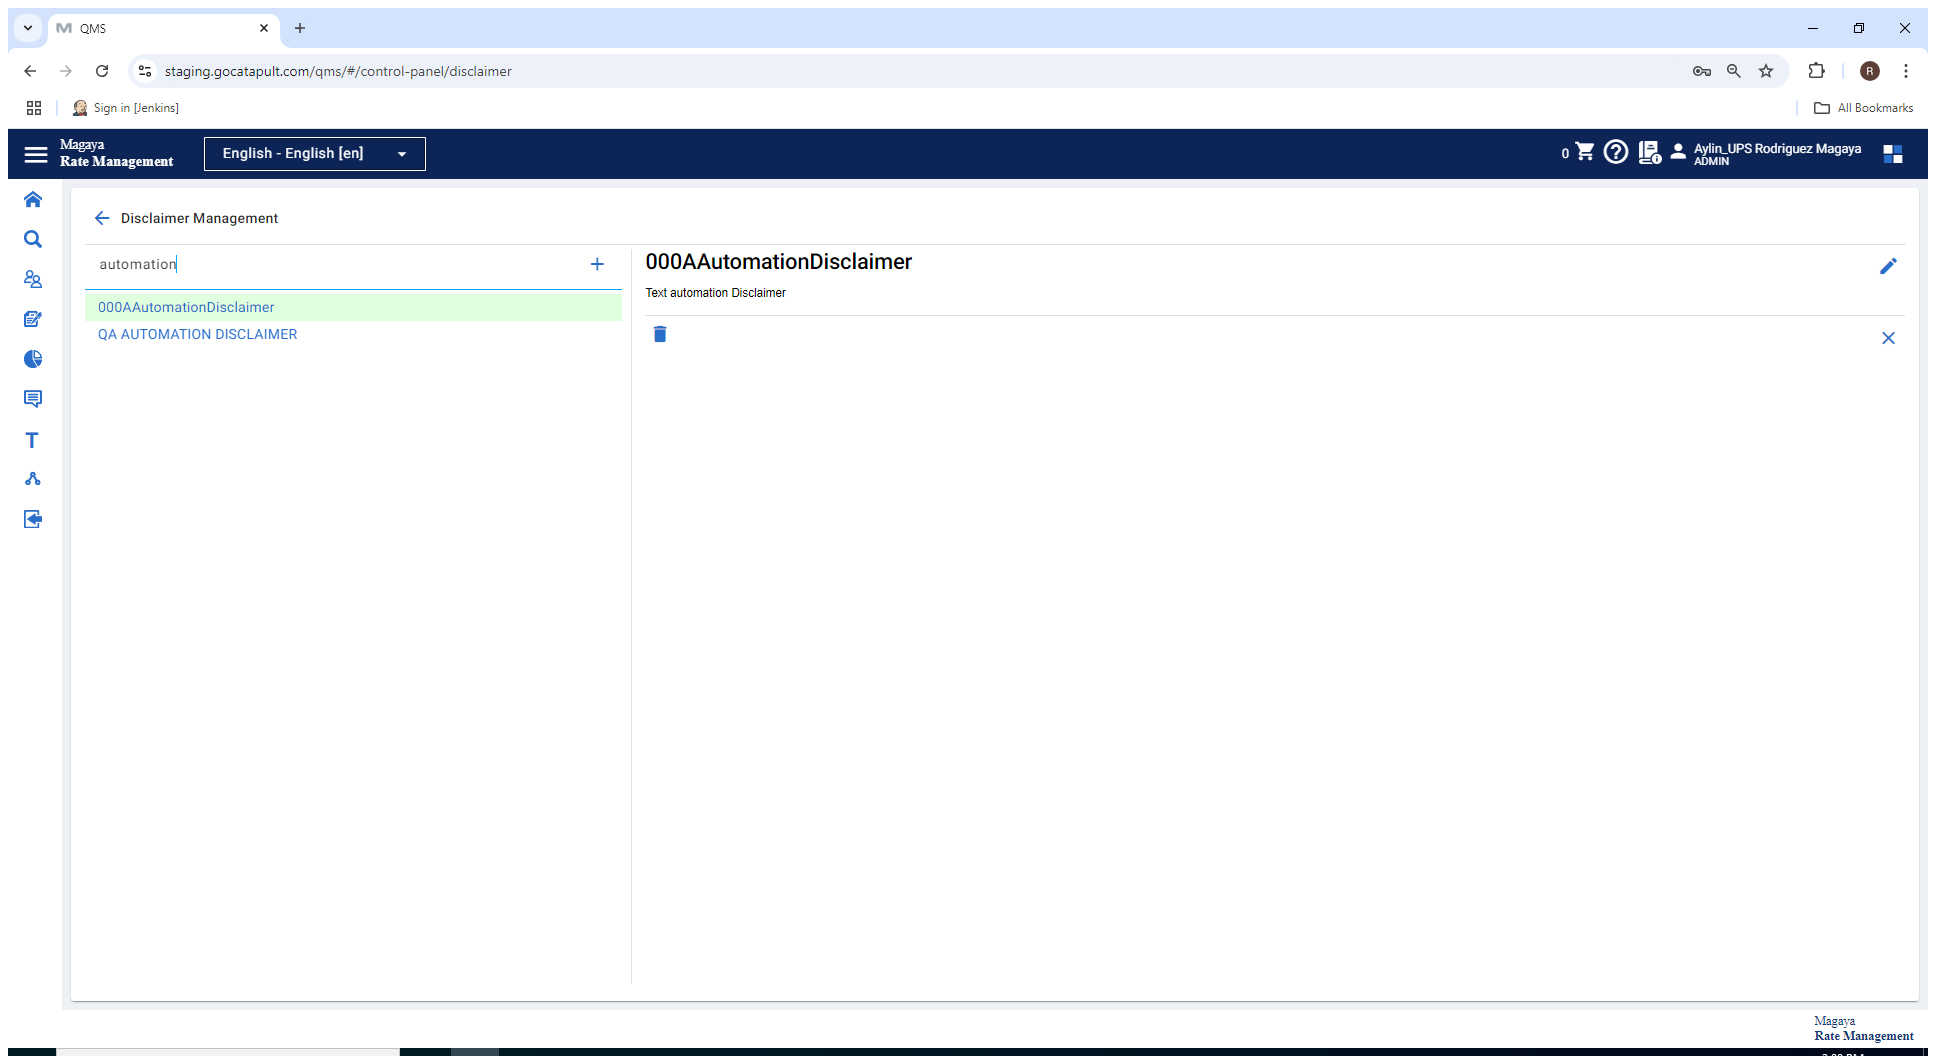 QMS
staging.gocatapult.com/qms/#/control-panel/disclaimer
R
Sign in [Jenkins]
All Bookmarks
Magaya
Rate Management
English - English [en]
0
Aylin_UPS Rodriguez Magaya
ADMIN
Disclaimer Management
automation
000AAutomationDisclaimer
QA AUTOMATION DISCLAIMER
000AAutomationDisclaimer
Text automation Disclaimer
T
Magaya
Rate Management